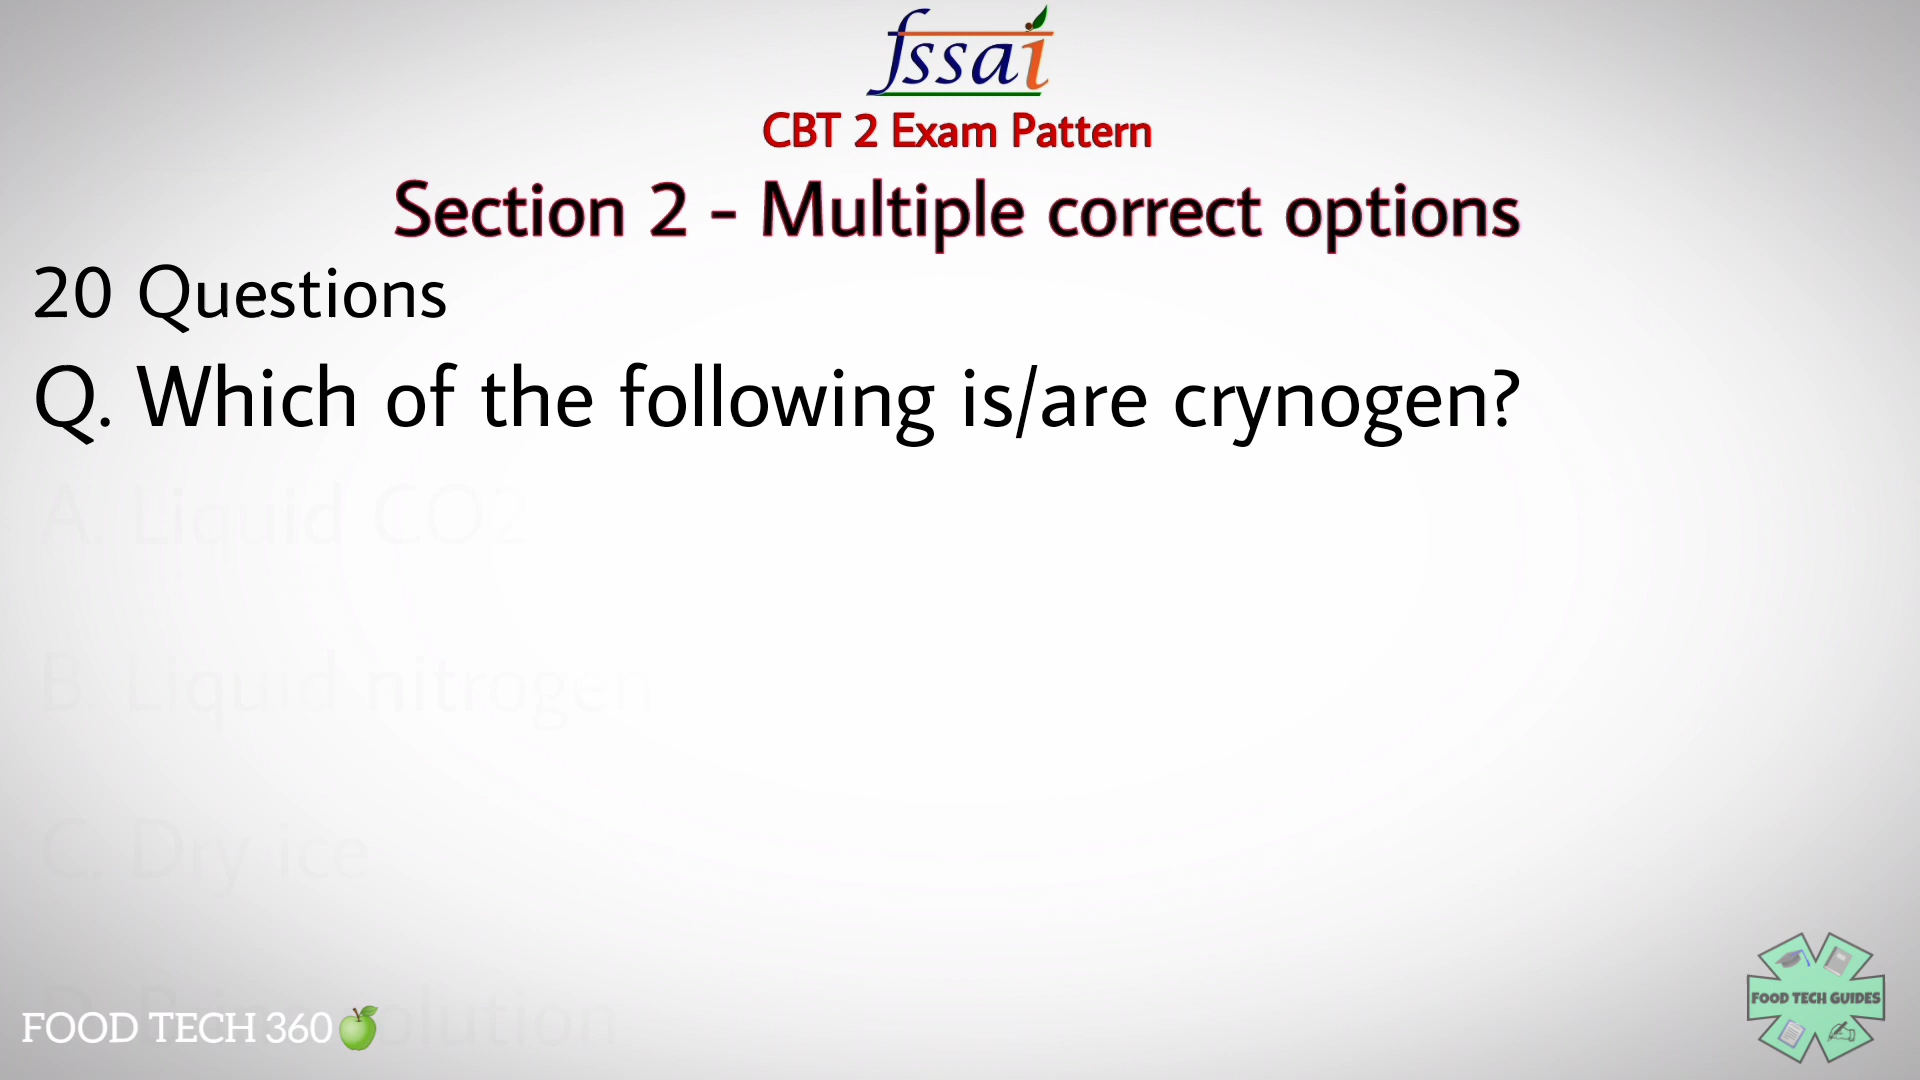 fssai
CBT 2 Exam Pattern
Section 2 - Multiple correct options
20 Questions
Q. Which of the following is/are crynogen?
A. Liquid CO2
B. Liquid nitrogen
C. Dry ice
D. solution
FOOD TECH 360
FOOD TECH GUIDES